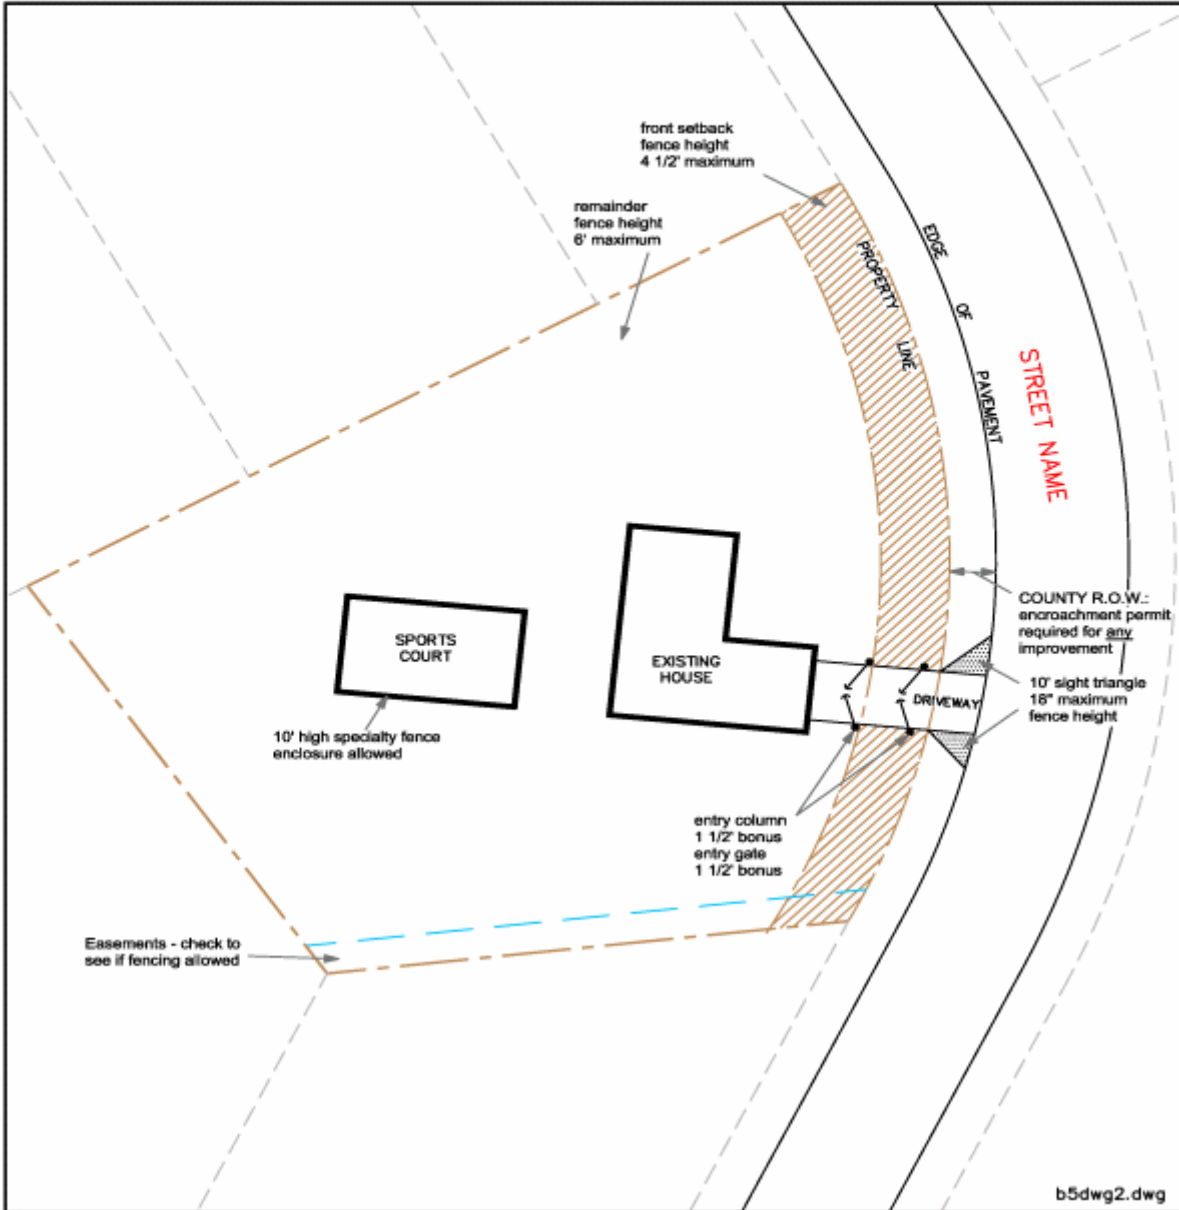 front setback
fence height
4 1/2' maximum
remainder
fence height
6' maximum
EDGE OF PAVEMENT
PROPERTY LINE
STREET NAME
COUNTY R.O.W.:
encroachment permit
required for any
improvement
SPORTS
COURT
EXISTING
HOUSE
10' sight triangle
18" maximum
fence height
DRIVEWAY
10' high specialty fence
enclosure allowed
entry column
1 1/2' bonus
entry gate
1 1/2' bonus
Easements - check to
see if fencing allowed
b5dwg2.dwg